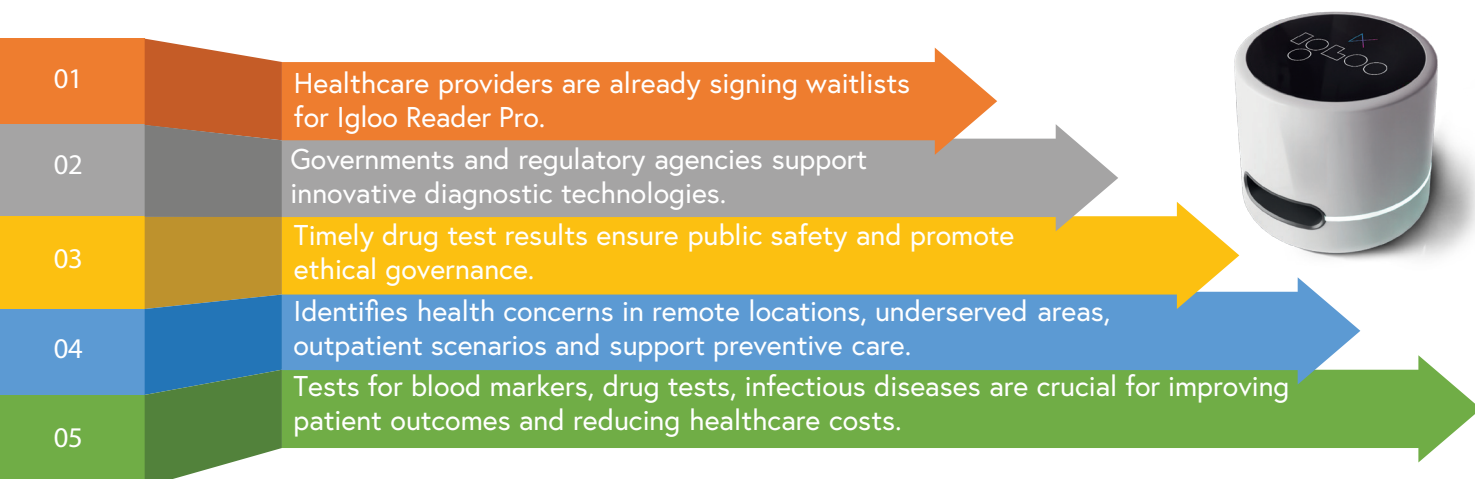 01
Healthcare providers are already signing waitlists
for Igloo Reader Pro.
02
Governments and regulatory agencies support
innovative diagnostic technologies.
03
Timely drug test results ensure public safety and promote
ethical governance.
04
Identifies health concerns in remote locations, underserved areas,
outpatient scenarios and support preventive care.
05
Tests for blood markers, drug tests, infectious diseases are crucial for improving
patient outcomes and reducing healthcare costs.
IGLOO